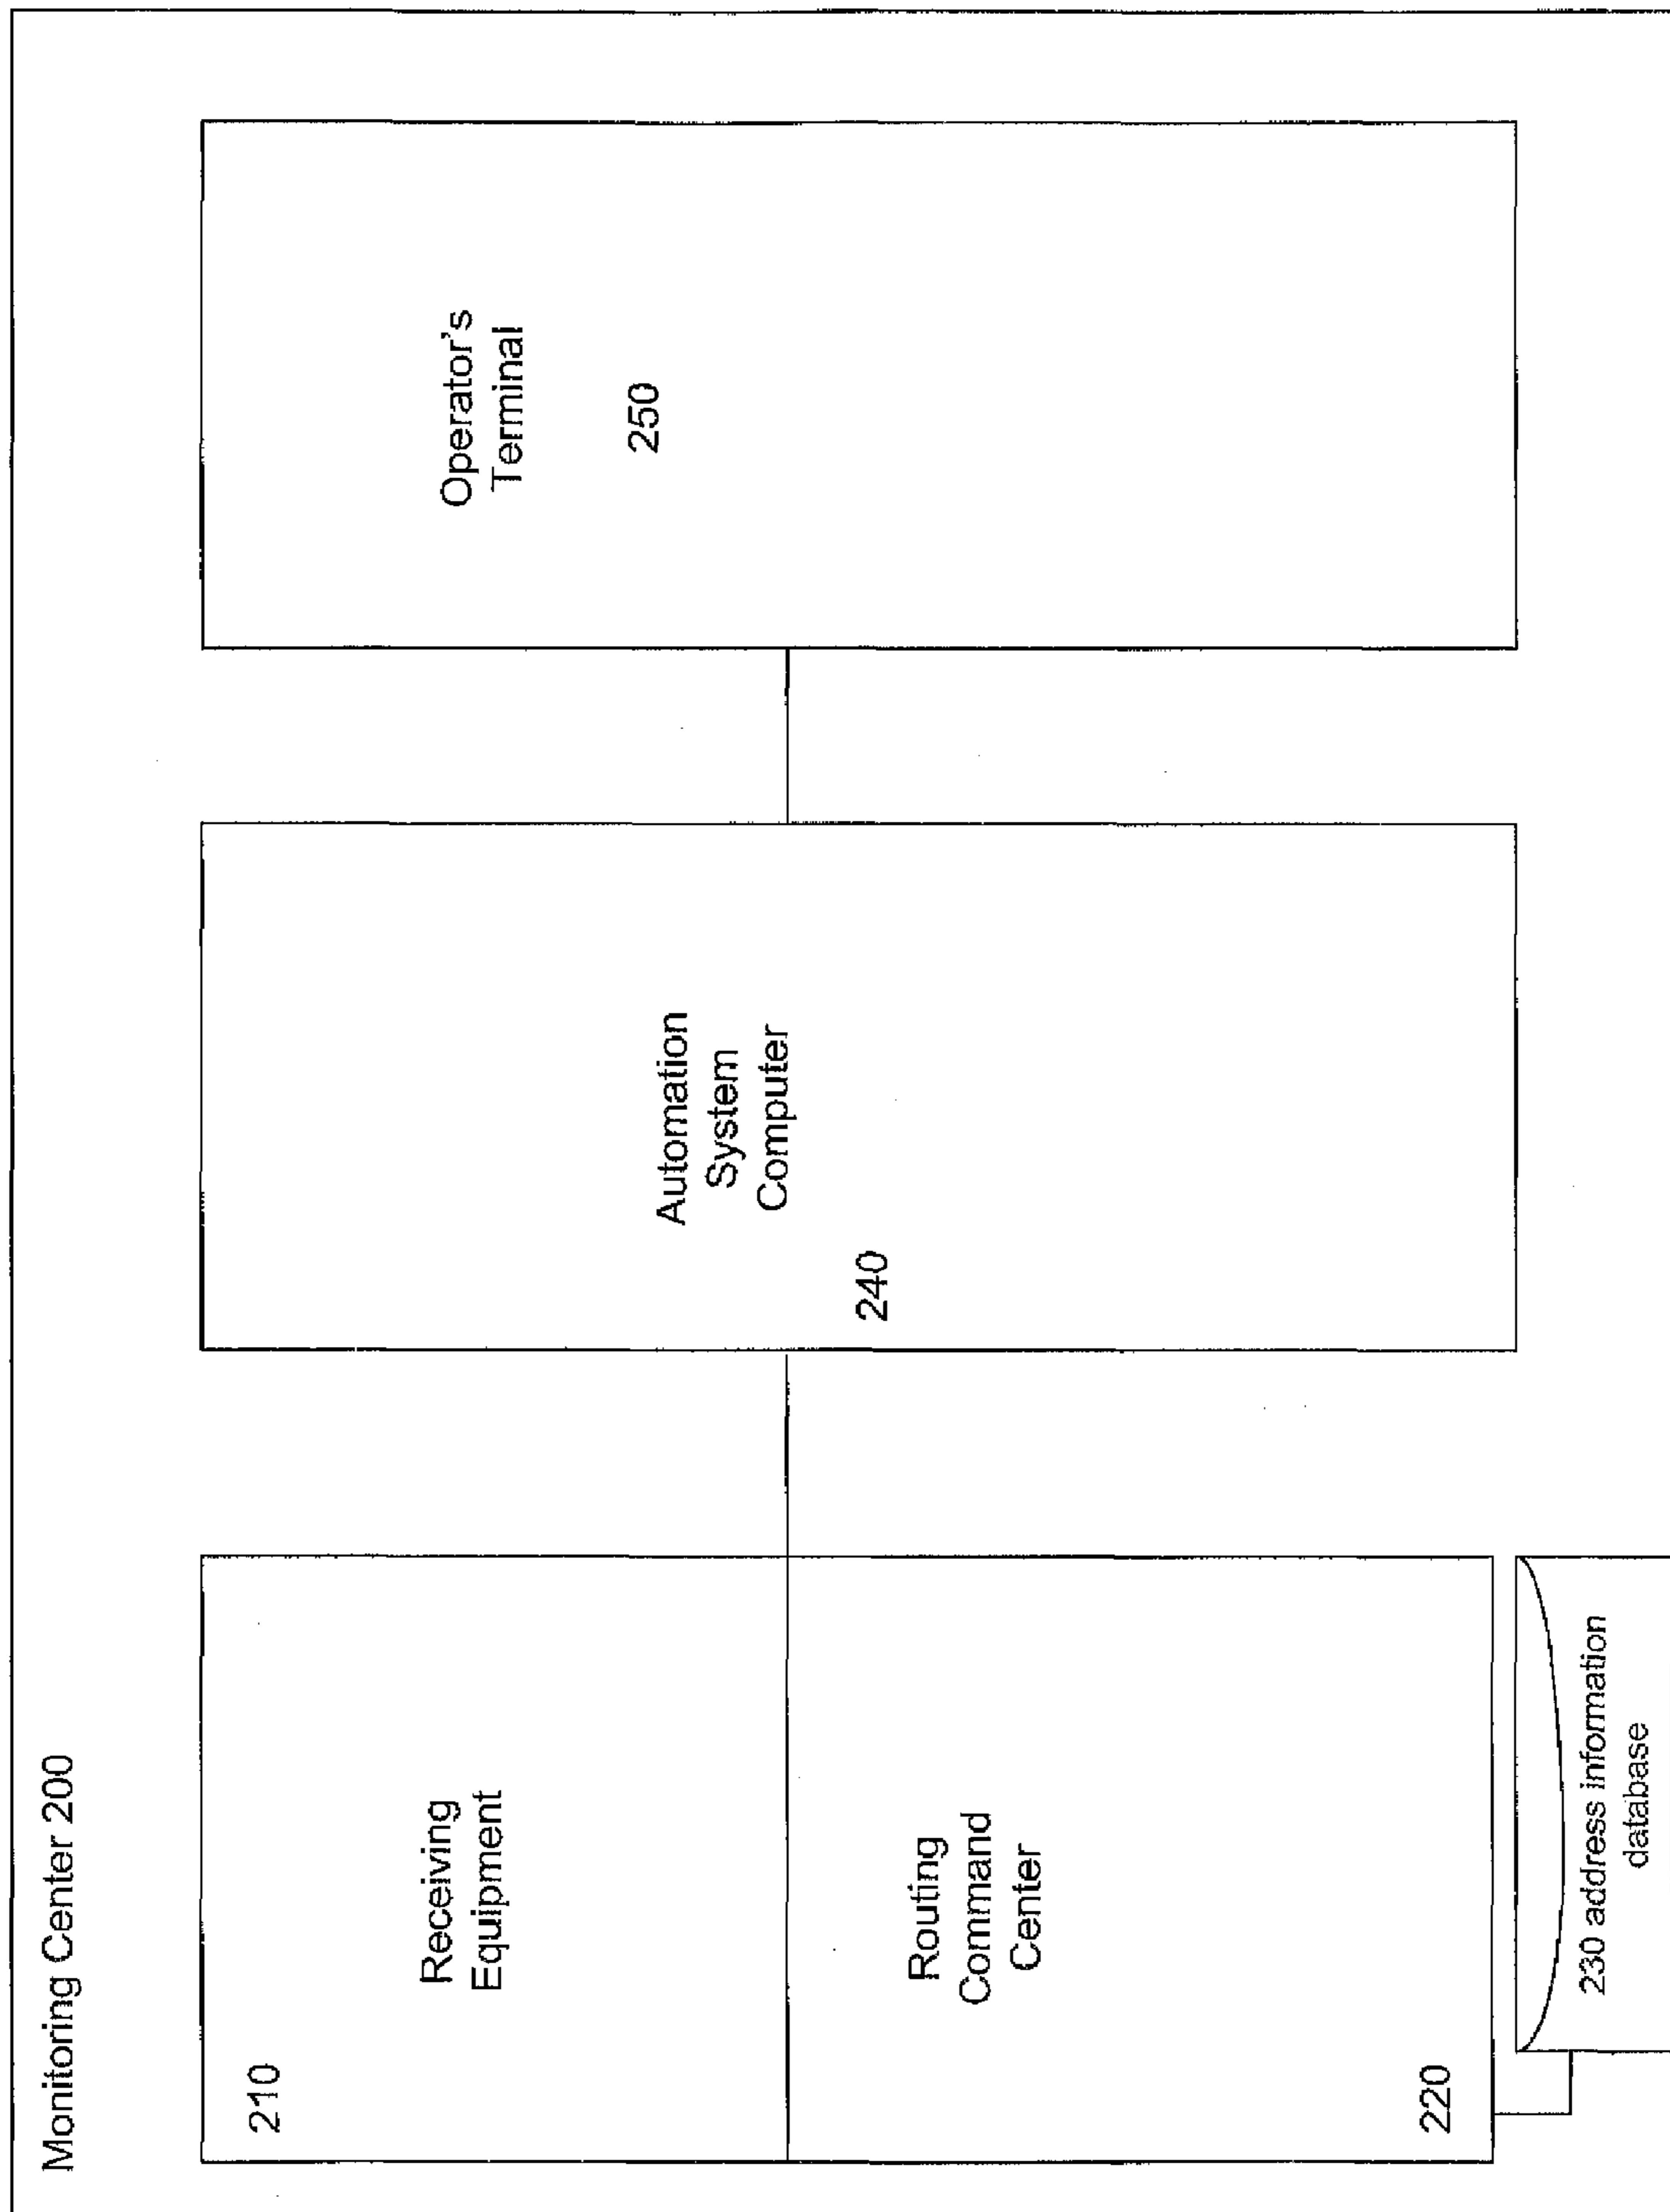 Monitoring Center 200
210
Receiving
Equipment
Routing
Command
Center
220
230 address information
database
Automation
System
Computer
240
Operator's
Terminal
250